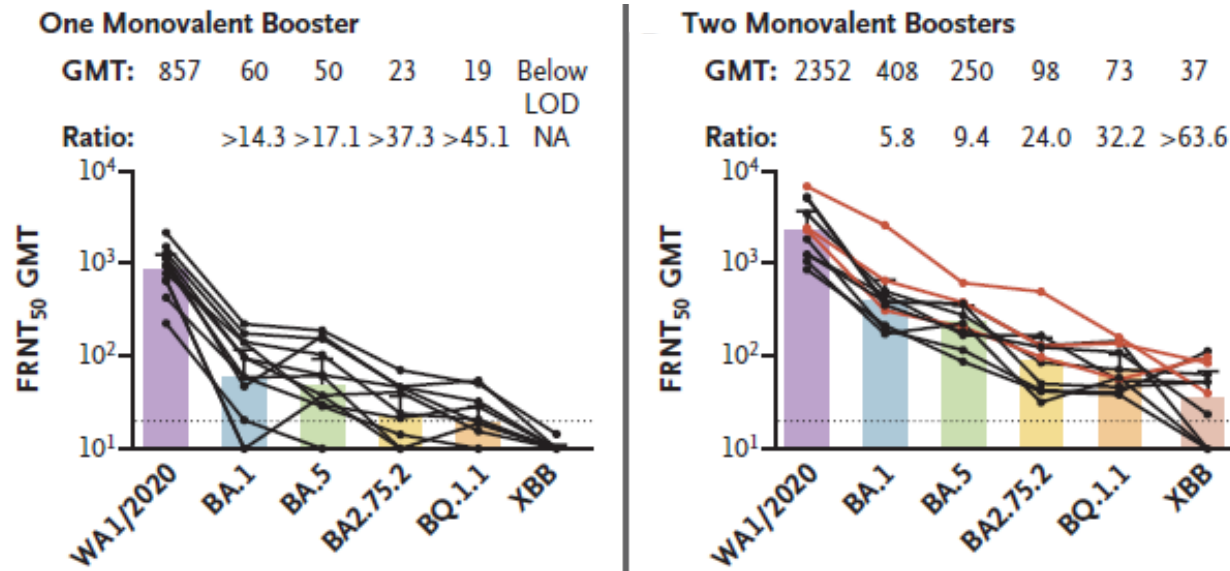 One Monovalent Booster
GMT: 857 60 50 23 19 Below LOD
Ratio: >14.3 >17.1 >37.3 >45.1 NA
10⁴
10³
10²
10¹
FRNT₅₀ GMT
WA1/2020 BA.1 BA.5 BA2.75.2 BQ.1.1 XBB
Two Monovalent Boosters
GMT: 2352 408 250 98 73 37
Ratio: 5.8 9.4 24.0 32.2 >63.6
10⁴
10³
10²
10¹
FRNT₅₀ GMT
WA1/2020 BA.1 BA.5 BA2.75.2 BQ.1.1 XBB